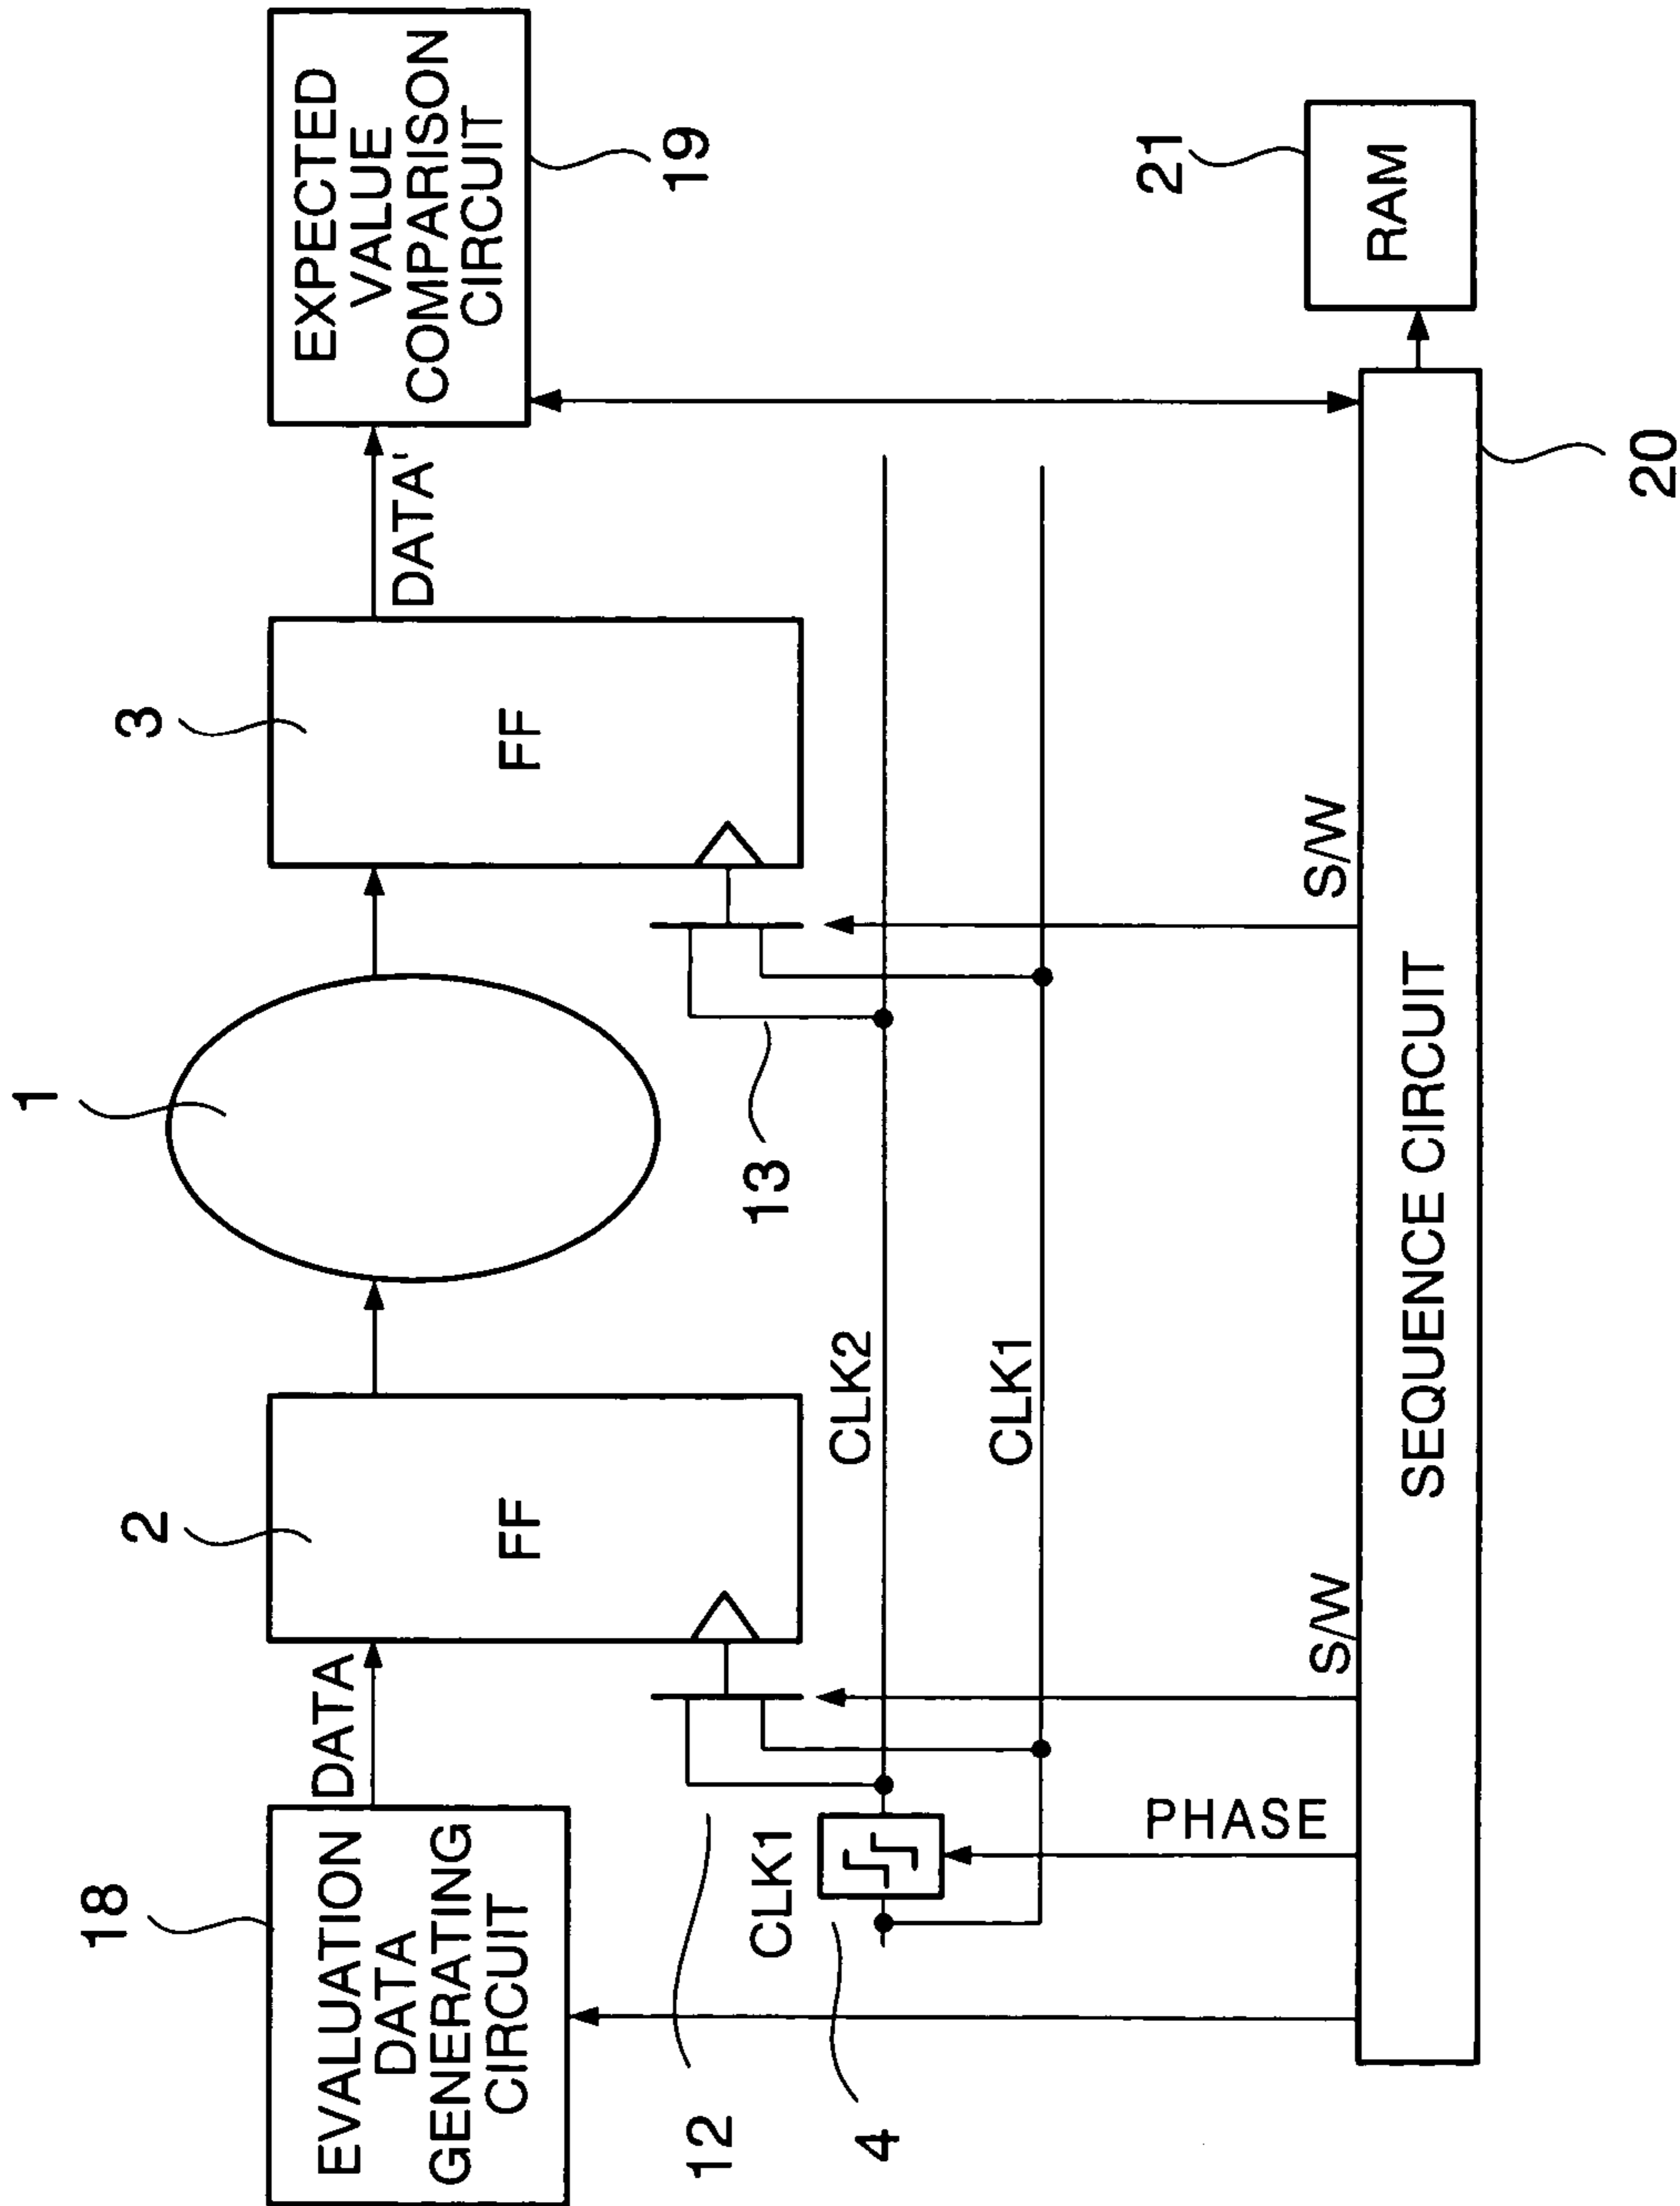 18
EVALUATION
DATA
GENERATING
CIRCUIT
DATA
2
FF
1
3
FF
DATA'
EXPECTED
VALUE
COMPARISON
CIRCUIT
19
12
4
CLK1
CLK2
CLK1
13
PHASE
S/W
S/W
SEQUENCE CIRCUIT
20
21
RAM